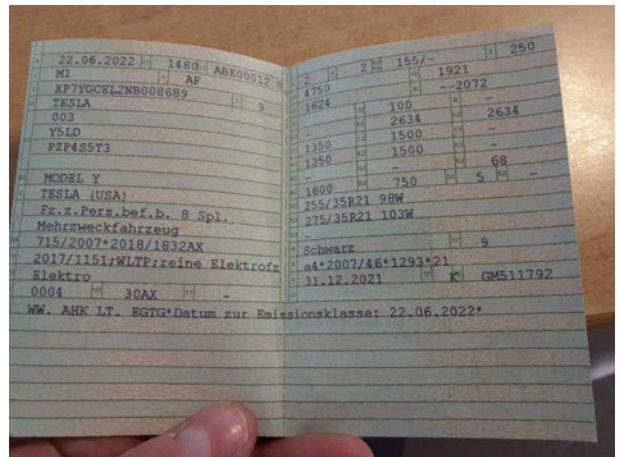 22.06.2022 1480 ABE00012 0
M1 AF
XP7YGCEL2NB008689 9
TESLA
003
Y5LD
PZP4S5T3
MODEL Y
TESLA (USA)
Fz.z.Pers.bef.b. 8 Spl.
Mehrzweckfahrzeug
715/2007*2018/1832AX
2017/1151;WLTP;reine Elektrofz
Elektro
0004 30AX -
WW. AHK LT. EGTG*Datum zur Emissionsklasse: 22.06.2022*
2 2 155/- 250
4750 1921
1624 --2072
- 100 -
1350 2634 2634
1350 1500 -
- 1500 -
1600 - 68
255/35R21 98W 750 5 -
275/35R21 103W
-
Schwarz 9
e4*2007/46*1293*21
31.12.2021 K GM511792